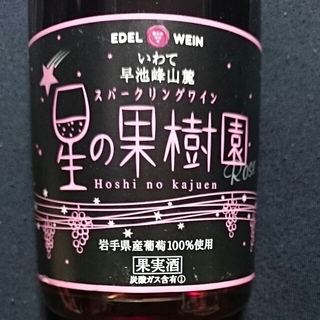 EDEL WEIN
いわて
早池峰山麓
スパークリングワイン
星の果樹園
Rose
Hoshi no kajuen
岩手県産葡萄100%使用
果実酒
炭酸ガス含有①